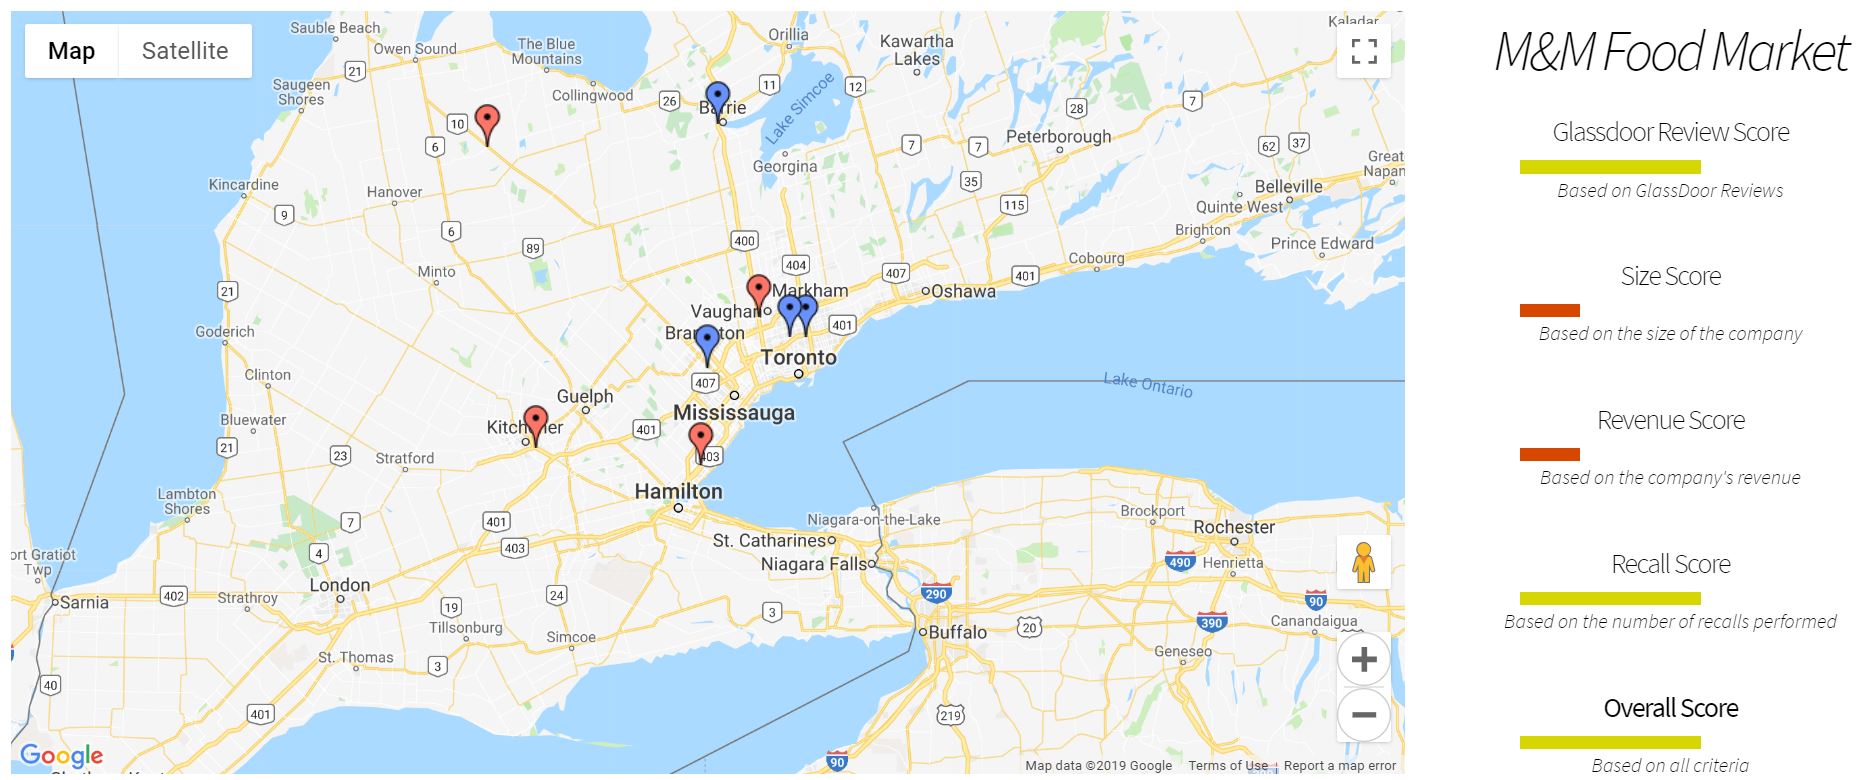 Map
Satellite
Sauble Beach
Owen Sound
The Blue
Mountains
Orillia
Kawartha
Lakes
Kaladar
21
Saugeen
Shores
Collingwood
26
11
12
Barrie
Lake Simcoe
28
7
10
6
Peterborough
7
7
62
37
Georgina
Great
Napan
Kincardine
Hanover
35
Belleville
Quinte West
9
115
6
89
400
Brighton
Prince Edward
404
407
401
Cobourg
Minto
21
Markham
Oshawa
Vaughan
401
Goderich
Brampton
Toronto
Clinton
407
Lake Ontario
Guelph
Mississauga
Bluewater
Kitchener
401
21
23
Stratford
403
Lambton
Shores
Hamilton
7
401
Niagara-on-the-Lake
Brockport
Rochester
403
St. Catharines
ort Gratiot
Twp
4
Niagara Falls
490
Henrietta
London
290
90
Sarnia
402
Strathroy
24
19
3
390
Canandaigua
Tillsonburg
Simcoe
Buffalo
20
St. Thomas
3
Geneseo
40
401
219
Google
90
Map data ©2019 Google
Terms of Use
Report a map error
M&M Food Market
Glassdoor Review Score
Based on GlassDoor Reviews
Size Score
Based on the size of the company
Revenue Score
Based on the company's revenue
Recall Score
Based on the number of recalls performed
Overall Score
Based on all criteria